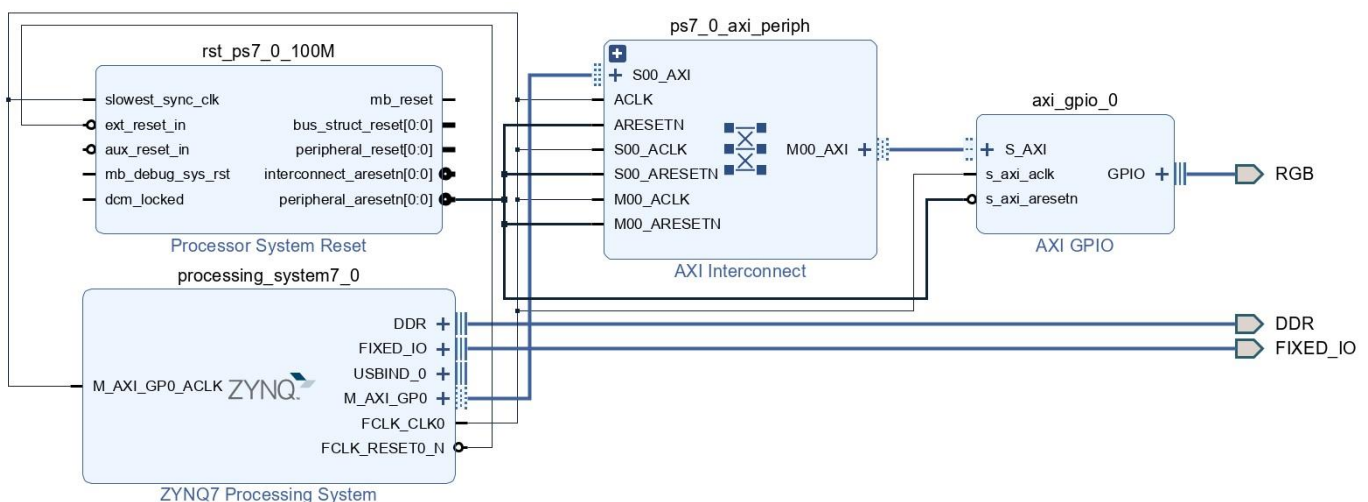 rst_ps7_0_100M
slowest_sync_clk
ext_reset_in
aux_reset_in
mb_debug_sys_rst
dcm_locked
mb_reset
bus_struct_reset[0:0]
peripheral_reset[0:0]
interconnect_aresetn[0:0]
peripheral_aresetn[0:0]
Processor System Reset
processing_system7_0
M_AXI_GP0_ACLK
ZYNQ
DDR
FIXED_IO
USBIND_0
M_AXI_GP0
FCLK_CLK0
FCLK_RESET0_N
ZYNQ7 Processing System
ps7_0_axi_periph
S00_AXI
ACLK
ARESETN
S00_ACLK
S00_ARESETN
M00_ACLK
M00_ARESETN
M00_AXI
AXI Interconnect
axi_gpio_0
S_AXI
s_axi_aclk
s_axi_aresetn
GPIO
AXI GPIO
RGB
DDR
FIXED_IO